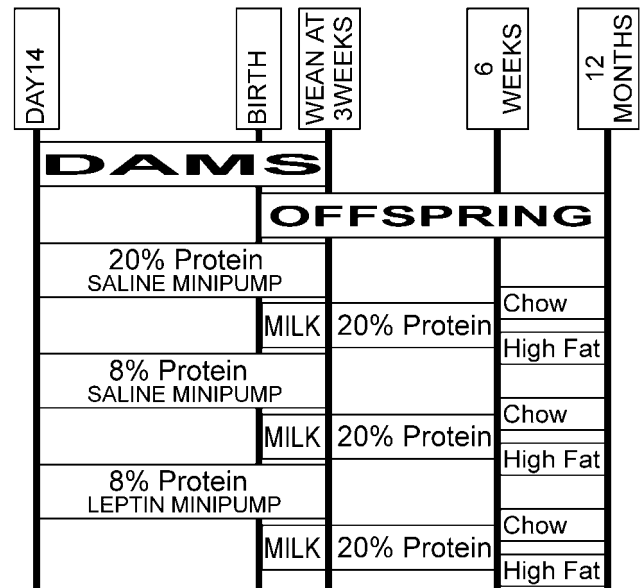 DAY14
BIRTH
WEAN AT
3WEEKS
6
WEEKS
12
MONTHS
DAMS
OFFSPRING
20% Protein
SALINE MINIPUMP
MILK
20% Protein
Chow
High Fat
8% Protein
SALINE MINIPUMP
MILK
20% Protein
Chow
High Fat
8% Protein
LEPTIN MINIPUMP
MILK
20% Protein
Chow
High Fat